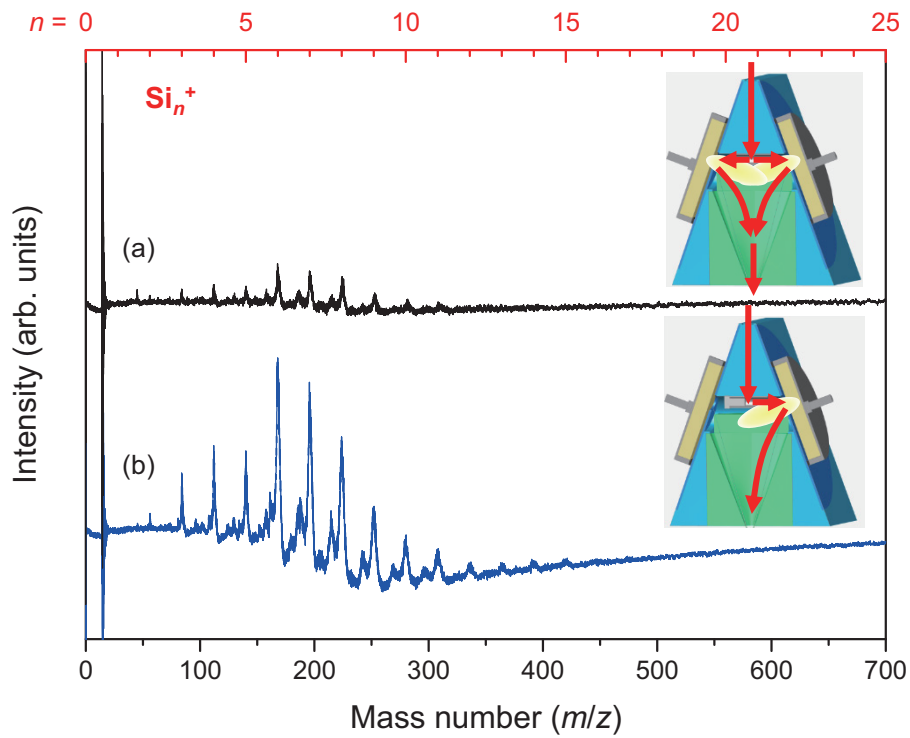 n = 0 5 10 15 20 25
Siₙ⁺
(a)
(b)
Intensity (arb. units)
0 100 200 300 400 500 600 700
Mass number (m/z)